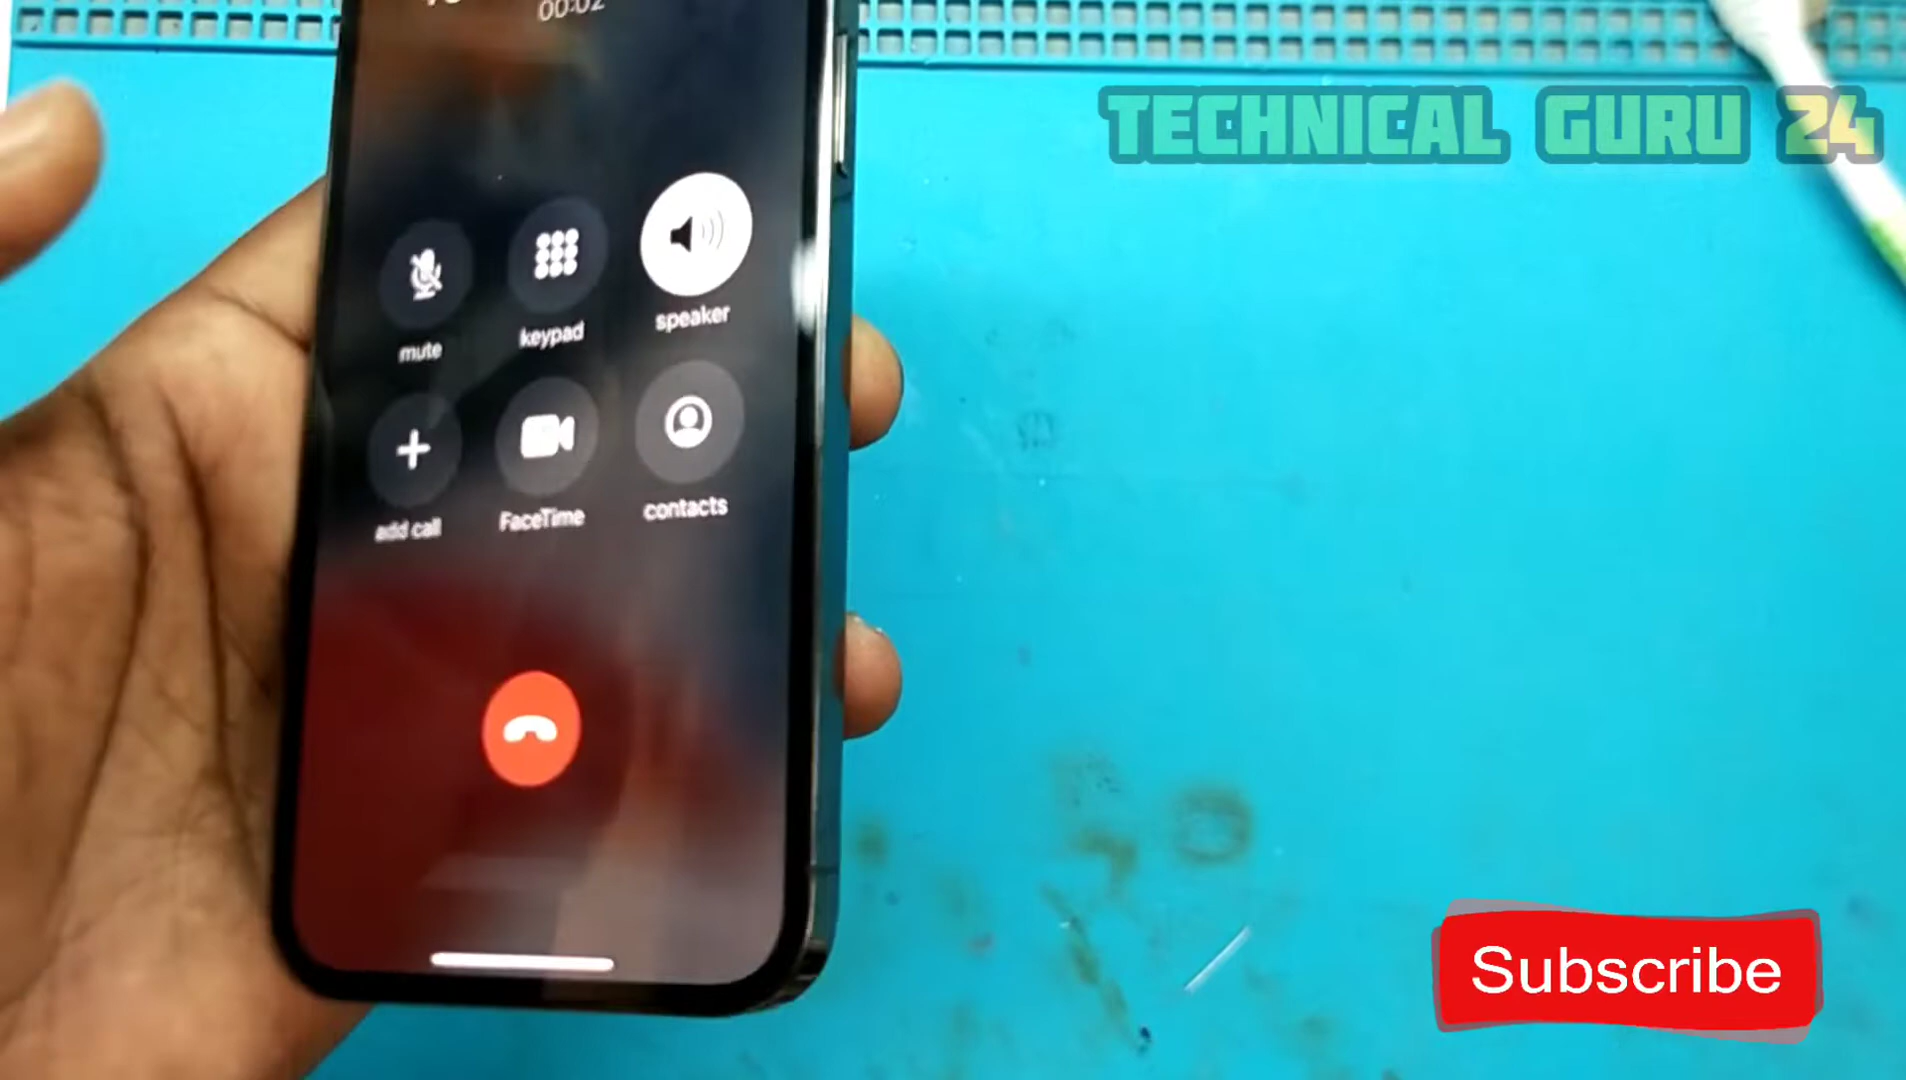 00:02
TECHNICAL GURU 24
speaker
keypad
mute
contacts
FaceTime
add call
Subscribe